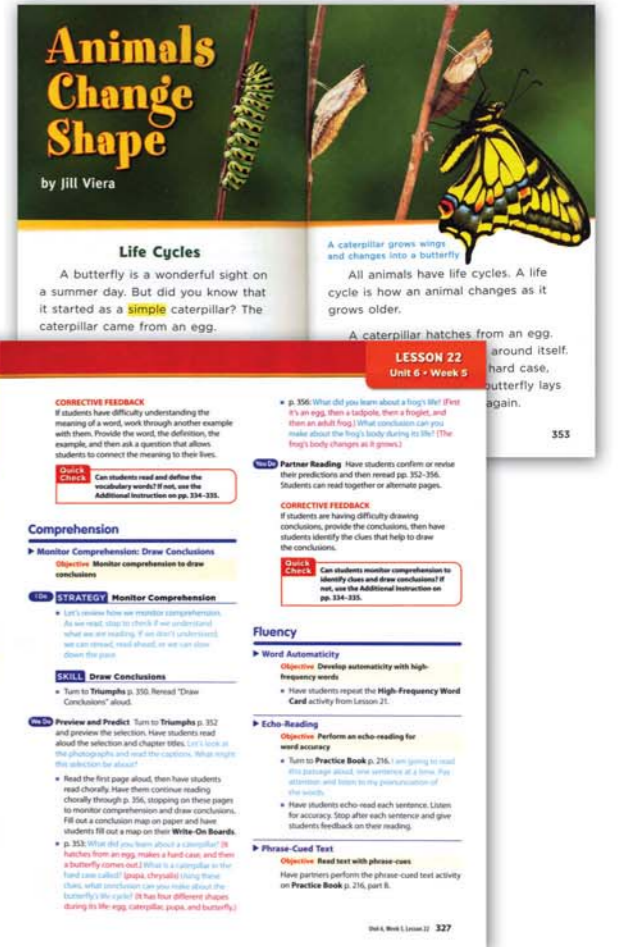 Animals
Change
Shape
by Jill Viera
Life Cycles
A butterfly is a wonderful sight on
a summer day. But did you know that
it started as a simple caterpillar? The
caterpillar came from an egg.
A caterpillar grows wings
and changes into a butterfly
All animals have life cycles. A life
cycle is how an animal changes as it
grows older.
A caterpillar hatches from an egg.
around itself.
hard case,
butterfly lays
again.
353
LESSON 22
Unit 6 • Week 5
CORRECTIVE FEEDBACK
If students have difficulty understanding the
meaning of a word, work through another example
with them. Provide the word, the definition, the
example, and then ask a question that allows
students to connect the meaning to their lives.
Quick
Check
Can students read and define the
vocabulary words? If not, use the
Additional Instruction on pp. 334–335.
Comprehension
▶ Monitor Comprehension: Draw Conclusions
Objective Monitor comprehension to draw
conclusions
I Do STRATEGY Monitor Comprehension
• Let's review how we monitor comprehension.
As we read, stop to check if we understand
what we are reading. If we don't understand,
we can reread, read ahead, or we can slow
down the pace.
SKILL Draw Conclusions
• Turn to Triumphs p. 350. Reread "Draw
Conclusions" aloud.
We Do Preview and Predict Turn to Triumphs p. 352
and preview the selection. Have students read
aloud the selection and chapter titles. Let's look at
the photographs and read the captions. What might
this selection be about?
• Read the first page aloud, then have students
read chorally. Have them continue reading
chorally through p. 356, stopping on these pages
to monitor comprehension and draw conclusions.
Fill out a conclusion map on paper and have
students fill out a map on their Write-On Boards.
• p. 353: What did you learn about a caterpillar? (It
hatches from an egg, makes a hard case, and then
a butterfly comes out.) What is a caterpillar in the
hard case called? (pupa, chrysalis) Using these
clues, what conclusion can you make about the
butterfly's life cycle? (It has four different shapes
during its life: egg, caterpillar, pupa, and butterfly.)
• p. 356: What did you learn about a frog's life? (First
it's an egg, then a tadpole, then a froglet, and
then an adult frog.) What conclusion can you
make about the frog's body during its life? (The
frog's body changes as it grows.)
You Do Partner Reading Have students confirm or revise
their predictions and then reread pp. 352–356.
Students can read together or alternate pages.
CORRECTIVE FEEDBACK
If students are having difficulty drawing
conclusions, provide the conclusions, then have
students identify the clues that help to draw
the conclusions.
Quick
Check
Can students monitor comprehension to
identify clues and draw conclusions? If
not, use the Additional Instruction on
pp. 334–335.
Fluency
▶ Word Automaticity
Objective Develop automaticity with high-
frequency words
• Have students repeat the High-Frequency Word
Card activity from Lesson 21.
▶ Echo-Reading
Objective Perform an echo-reading for
word accuracy
• Turn to Practice Book p. 216. I am going to read
this passage aloud, one sentence at a time. Pay
attention and listen to my pronunciation of
the words.
• Have students echo-read each sentence. Listen
for accuracy. Stop after each sentence and give
students feedback on their reading.
▶ Phrase-Cued Text
Objective Read text with phrase-cues
Have partners perform the phrase-cued text activity
on Practice Book p. 216, part B.
Unit 6, Week 5, Lesson 22 327